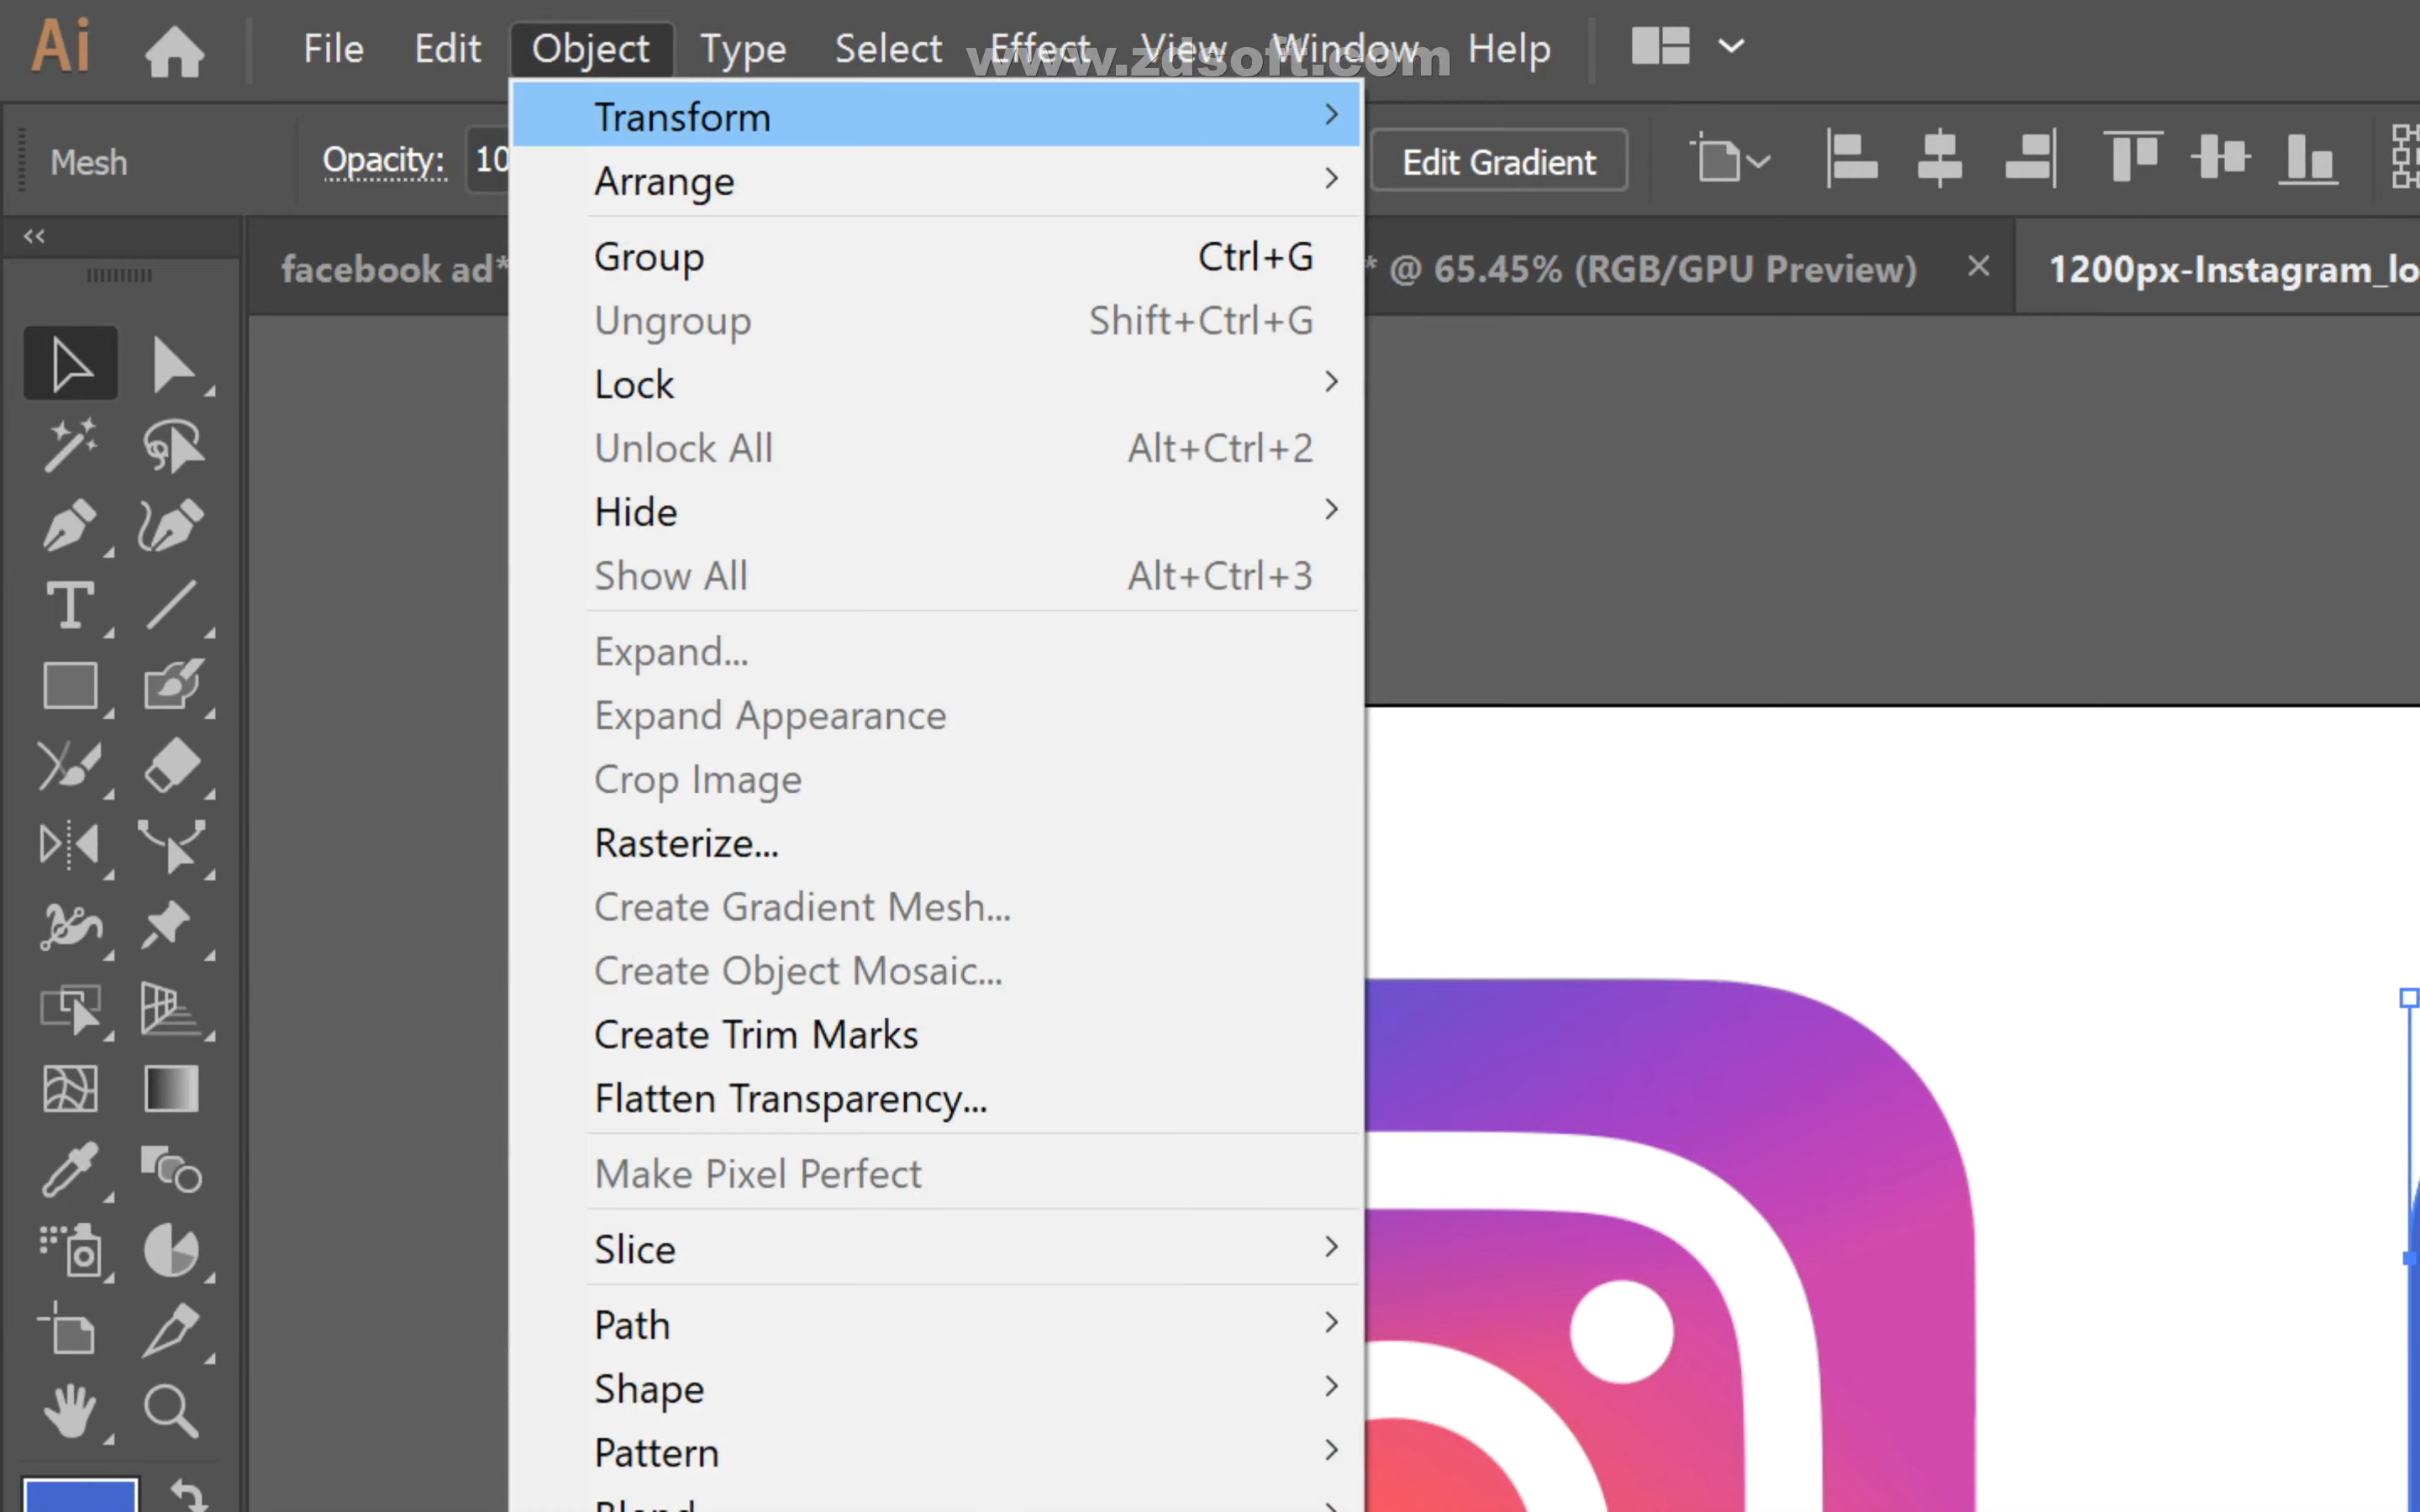 Ai File Edit Object Type Select Effect View Window Help
www.zdsoft.com
Mesh Opacity: 10 Edit Gradient
facebook ad* * @ 65.45% (RGB/GPU Preview) × 1200px-Instagram_lo
Transform
Arrange
Group Ctrl+G
Ungroup Shift+Ctrl+G
Lock
Unlock All Alt+Ctrl+2
Hide
Show All Alt+Ctrl+3
Expand...
Expand Appearance
Crop Image
Rasterize...
Create Gradient Mesh...
Create Object Mosaic...
Create Trim Marks
Flatten Transparency...
Make Pixel Perfect
Slice
Path
Shape
Pattern
Blend